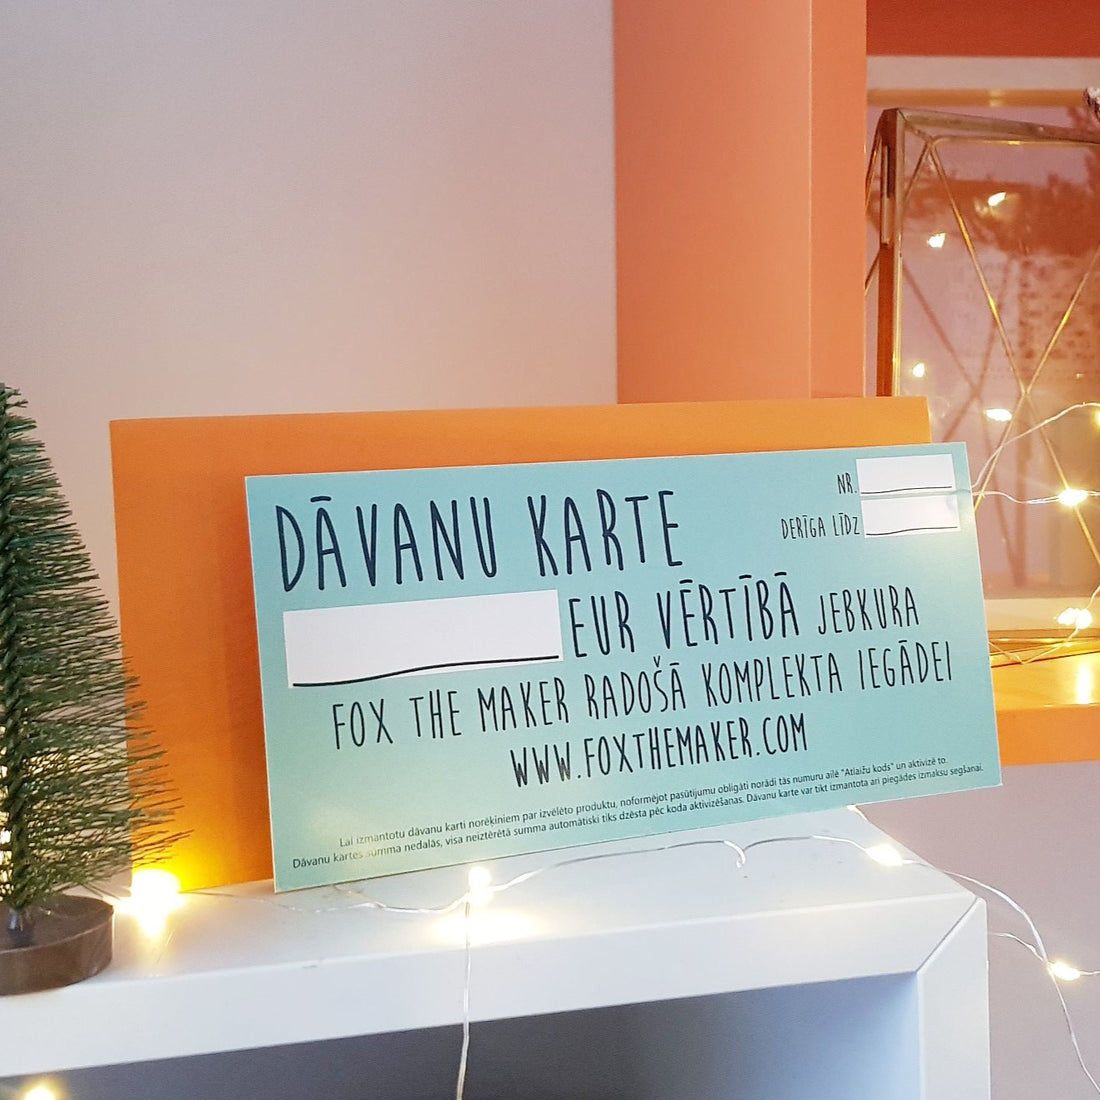 DĀVANU KARTE
NR.
DERĪGA LĪDZ
EUR VĒRTĪBĀ JEBKURA
FOX THE MAKER RADOŠĀ KOMPLEKTA IEGĀDEI
WWW.FOXTHEMAKER.COM
Lai izmantotu dāvanu karti norēķiniem par izvēlēto produktu, noformējot pasūtījumu obligāti norādi tās numuru ailē "Atlaižu kods" un aktivizē to.
Dāvanu kartes summa nedalās, visa neiztērētā summa automātiski tiks dzēsta pēc koda aktivizēšanas. Dāvanu karte var tikt izmantota arī piegādes izmaksu segšanai.